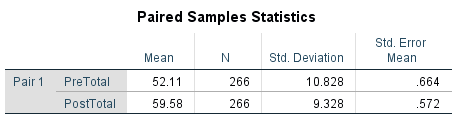 Paired Samples Statistics
Mean N Std. Deviation Std. Error Mean
Pair 1 PreTotal 52.11 266 10.828 .664
PostTotal 59.58 266 9.328 .572